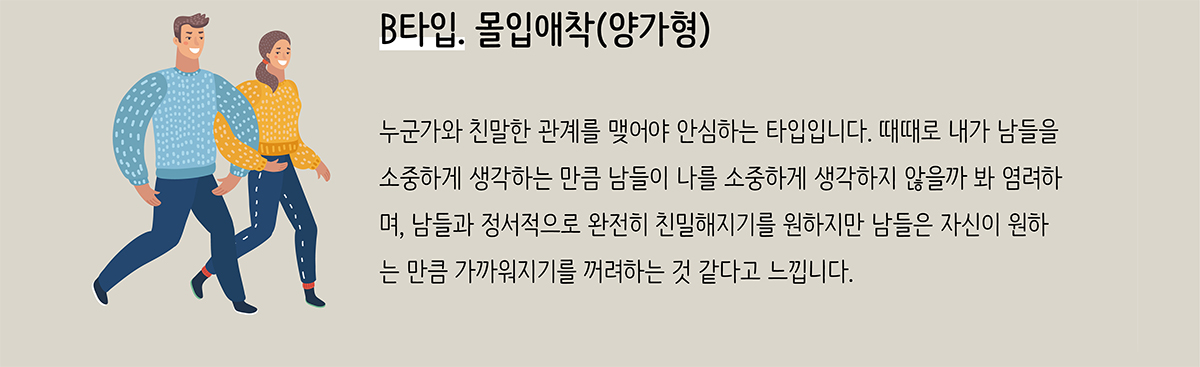 B타입. 몰입애착(양가형)
누군가와 친말한 관계를 맺어야 안심하는 타입입니다. 때때로 내가 남들을
소중하게 생각하는 만큼 남들이 나를 소중하게 생각하지 않을까 봐 염려하
며, 남들과 정서적으로 완전히 친밀해지기를 원하지만 남들은 자신이 원하
는 만큼 가까워지기를 꺼려하는 것 같다고 느낍니다.